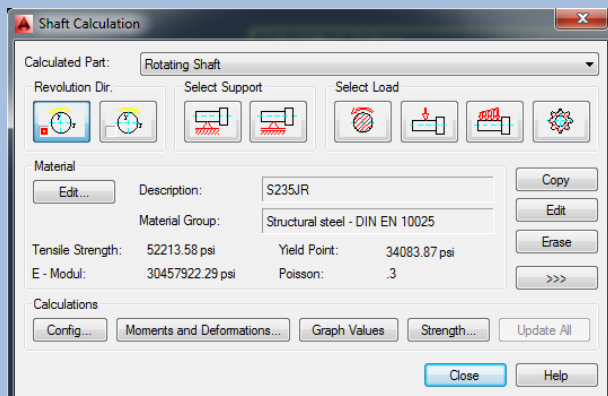 Shaft Calculation
Calculated Part: Rotating Shaft
Revolution Dir. Select Support Select Load
Material
Edit... Description: S235JR Copy
Material Group: Structural steel - DIN EN 10025 Edit
Tensile Strength: 52213.58 psi Yield Point: 34083.87 psi Erase
E - Modul: 30457922.29 psi Poisson: .3 >>>
Calculations
Config... Moments and Deformations... Graph Values Strength... Update All
Close Help